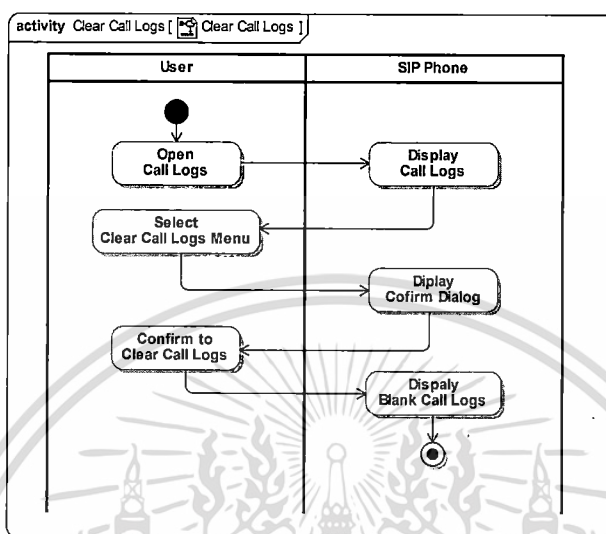 activity Clear Call Logs [ Clear Call Logs ]
User
SIP Phone
Open
Call Logs
Display
Call Logs
Select
Clear Call Logs Menu
Diplay
Cofirm Dialog
Confirm to
Clear Call Logs
Dispaly
Blank Call Logs